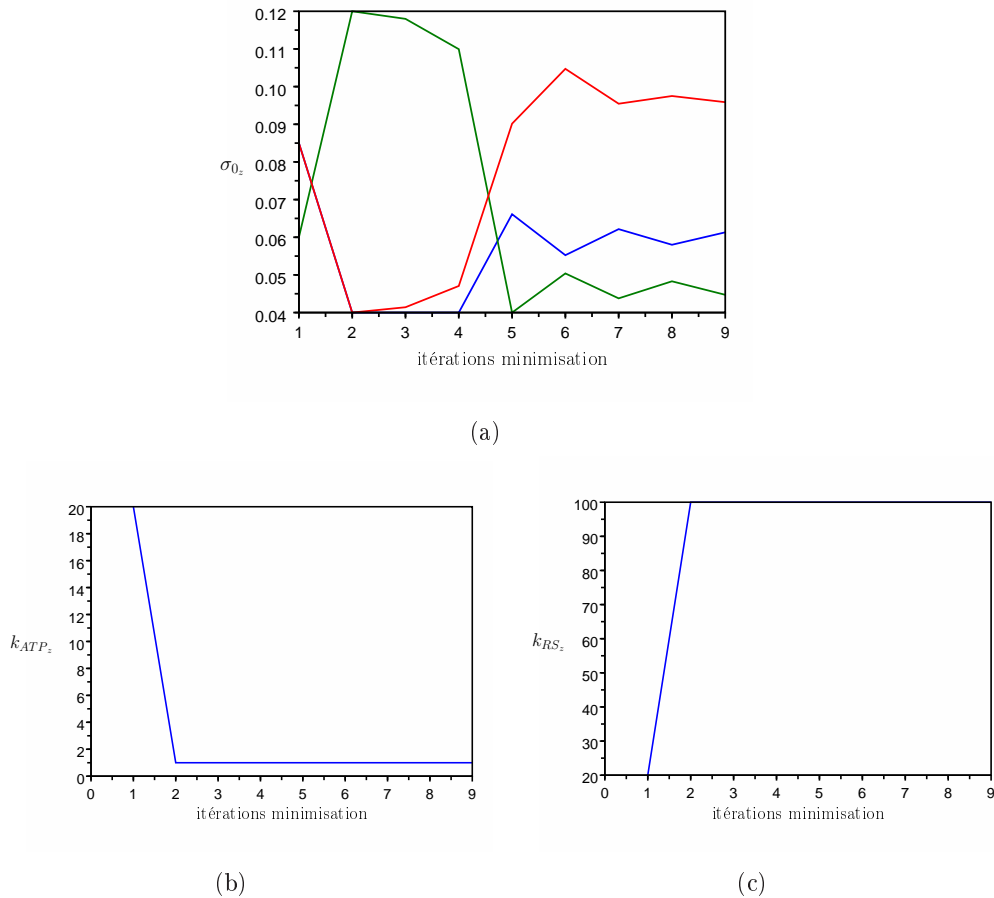 0.12
0.11
0.10
0.09
σ0z 0.08
0.07
0.06
0.05
0.04
1 2 3 4 5 6 7 8 9
itérations minimisation
(a)
20
18
16
14
12
kATPz 10
8
6
4
2
0
0 1 2 3 4 5 6 7 8 9
itérations minimisation
(b)
100
90
80
70
kRSz 60
50
40
30
20
0 1 2 3 4 5 6 7 8 9
itérations minimisation
(c)